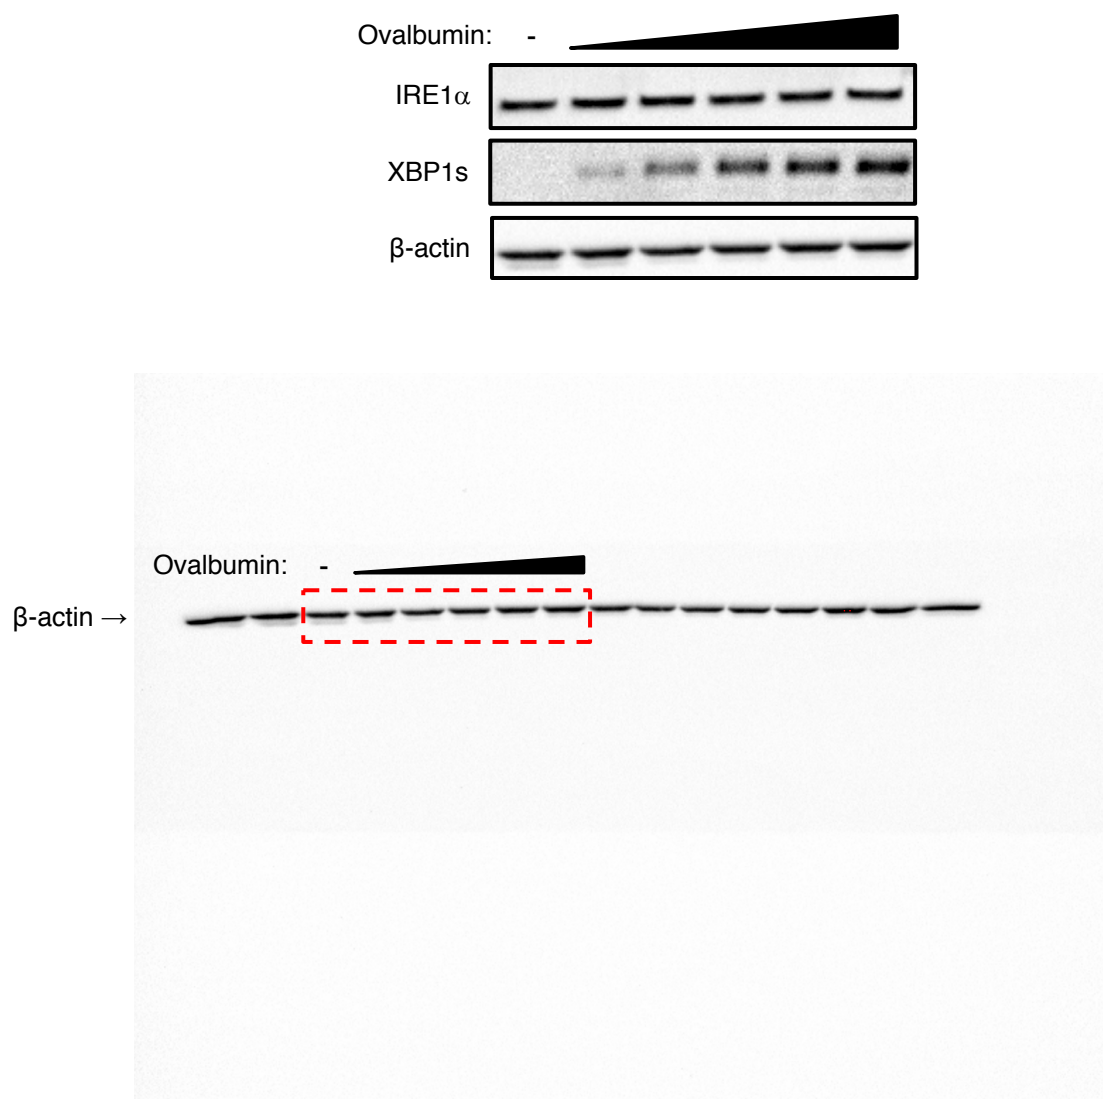 Ovalbumin: -
IRE1α
XBP1s
β-actin
Ovalbumin: -
β-actin →